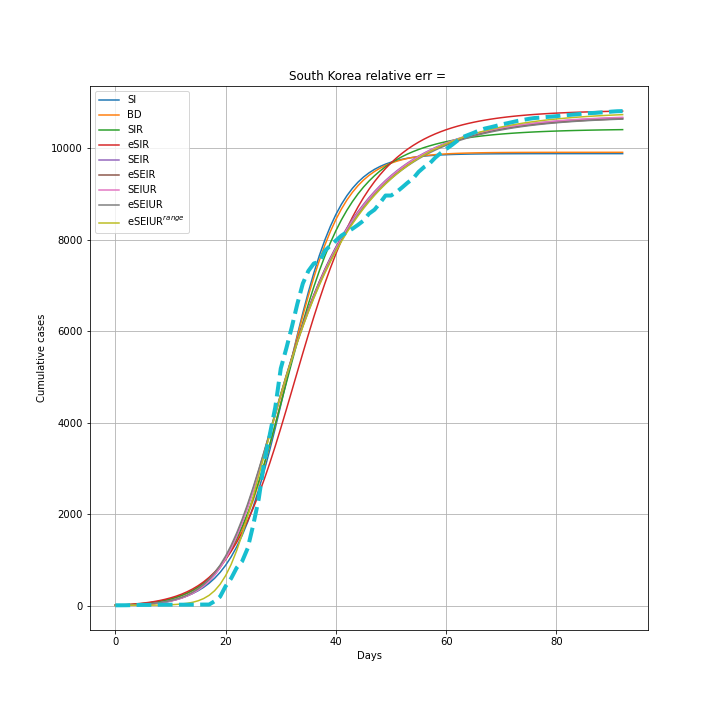 South Korea relative err =
SI
BD
SIR
eSIR
SEIR
eSEIR
SEIUR
eSEIUR
eSEIUR^range
Cumulative cases
10000
8000
6000
4000
2000
0
0 20 40 60 80
Days